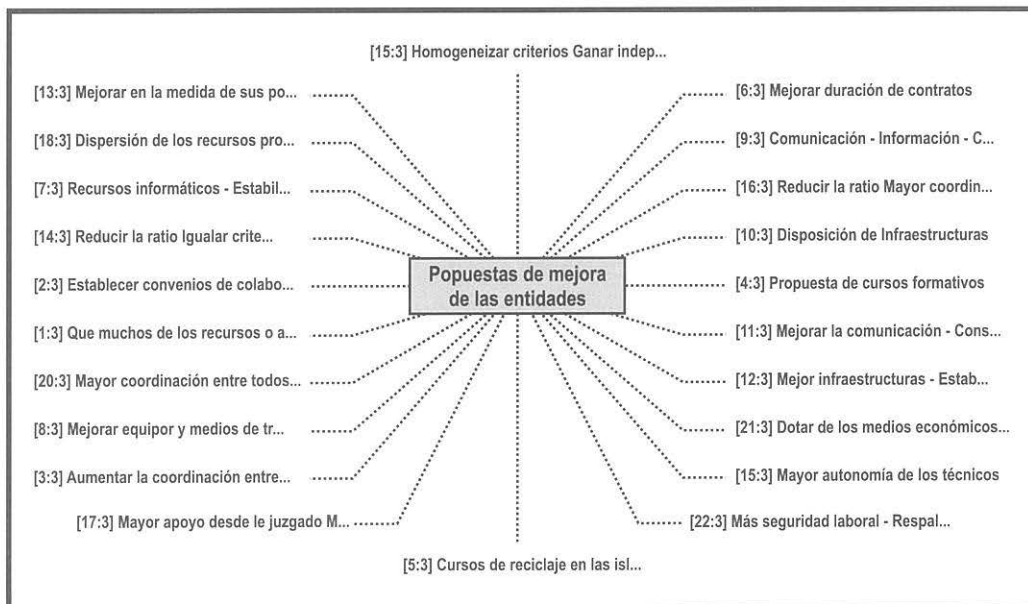 [15:3] Homogeneizar criterios Ganar indep...
[13:3] Mejorar en la medida de sus po...
[18:3] Dispersión de los recursos pro...
[7:3] Recursos informáticos - Estabil...
[14:3] Reducir la ratio Igualar crite...
[2:3] Establecer convenios de colabo...
[1:3] Que muchos de los recursos o a...
[20:3] Mayor coordinación entre todos...
[8:3] Mejorar equipor y medios de tr...
[3:3] Aumentar la coordinación entre...
[17:3] Mayor apoyo desde le juzgado M...
Popuestas de mejora
de las entidades
[6:3] Mejorar duración de contratos
[9:3] Comunicación - Información - C...
[16:3] Reducir la ratio Mayor coordin...
[10:3] Disposición de Infraestructuras
[4:3] Propuesta de cursos formativos
[11:3] Mejorar la comunicación - Cons...
[12:3] Mejor infraestructuras - Estab...
[21:3] Dotar de los medios económicos...
[15:3] Mayor autonomía de los técnicos
[22:3] Más seguridad laboral - Respal...
[5:3] Cursos de reciclaje en las isl...